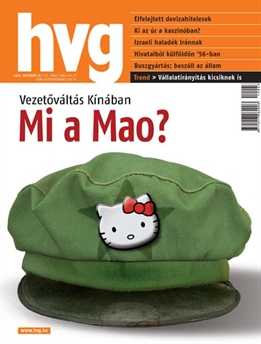 hvg
Elfelejtett devizahitelesek
Ki az úr a kaszinóban?
Izraeli haladék Iránnak
Hivatalból külföldön '56-ban
Buszgyártás: beszáll az állam
Trend > Vállalatirányítás kicsiknek is
Vezetőváltás Kínában
Mi a Mao?
www.hvg.hu